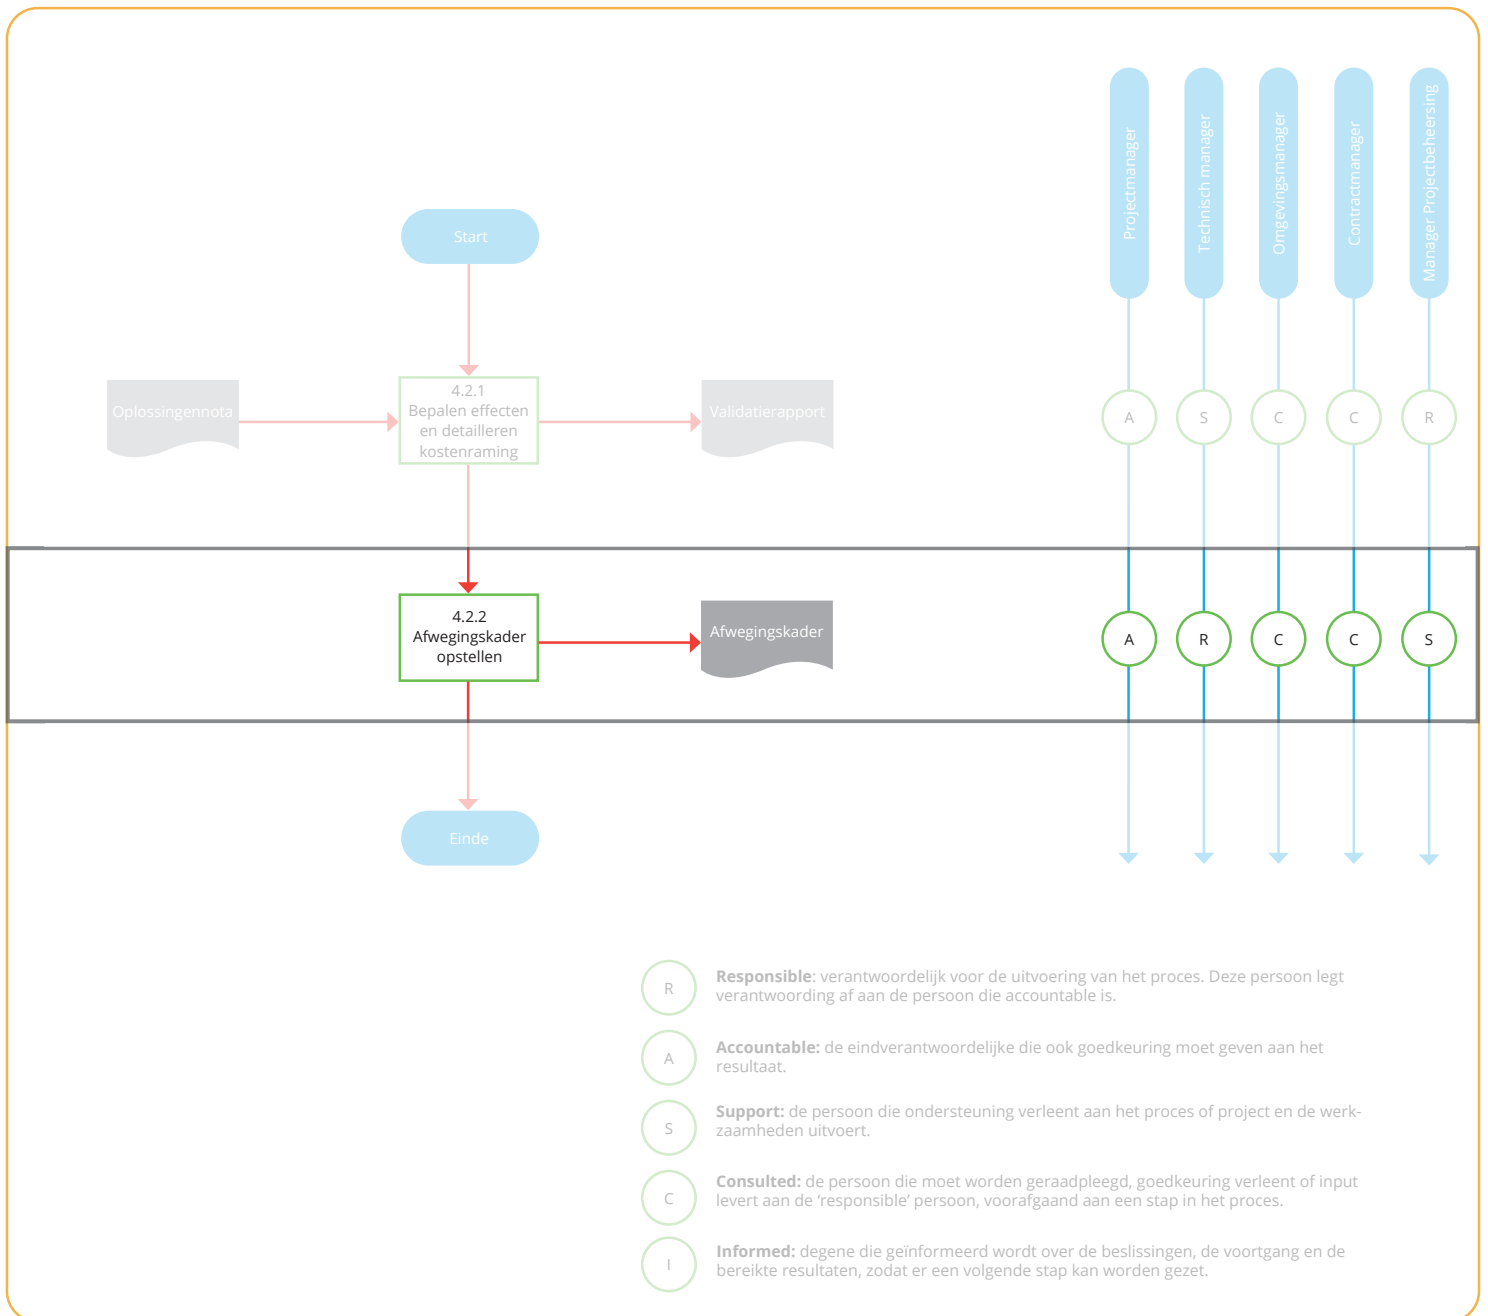 Projectmanager
Technisch manager
Omgevingsmanager
Contractmanager
Manager Projectbeheersing
Start
Oplossingennota
4.2.1
Bepalen effecten
en detailleren
kostenraming
Validatierapport
A
S
C
C
R
4.2.2
Afwegingskader
opstellen
Afwegingskader
A
R
C
C
S
Einde
R
Responsible: verantwoordelijk voor de uitvoering van het proces. Deze persoon legt
verantwoording af aan de persoon die accountable is.
A
Accountable: de eindverantwoordelijke die ook goedkeuring moet geven aan het
resultaat.
S
Support: de persoon die ondersteuning verleent aan het proces of project en de werk-
zaamheden uitvoert.
C
Consulted: de persoon die moet worden geraadpleegd, goedkeuring verleent of input
levert aan de ‘responsible’ persoon, voorafgaand aan een stap in het proces.
I
Informed: degene die geïnformeerd wordt over de beslissingen, de voortgang en de
bereikte resultaten, zodat er een volgende stap kan worden gezet.